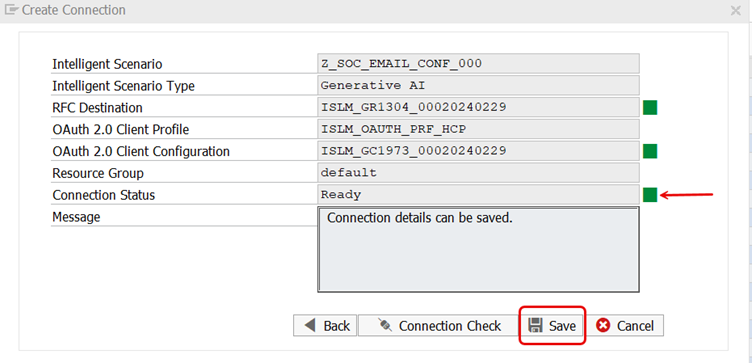 Create Connection
Intelligent Scenario Z_SOC_EMAIL_CONF_000
Intelligent Scenario Type Generative AI
RFC Destination ISLM_GR1304_00020240229
OAuth 2.0 Client Profile ISLM_OAUTH_PRF_HCP
OAuth 2.0 Client Configuration ISLM_GC1973_00020240229
Resource Group default
Connection Status Ready
Message Connection details can be saved.
Back Connection Check Save Cancel